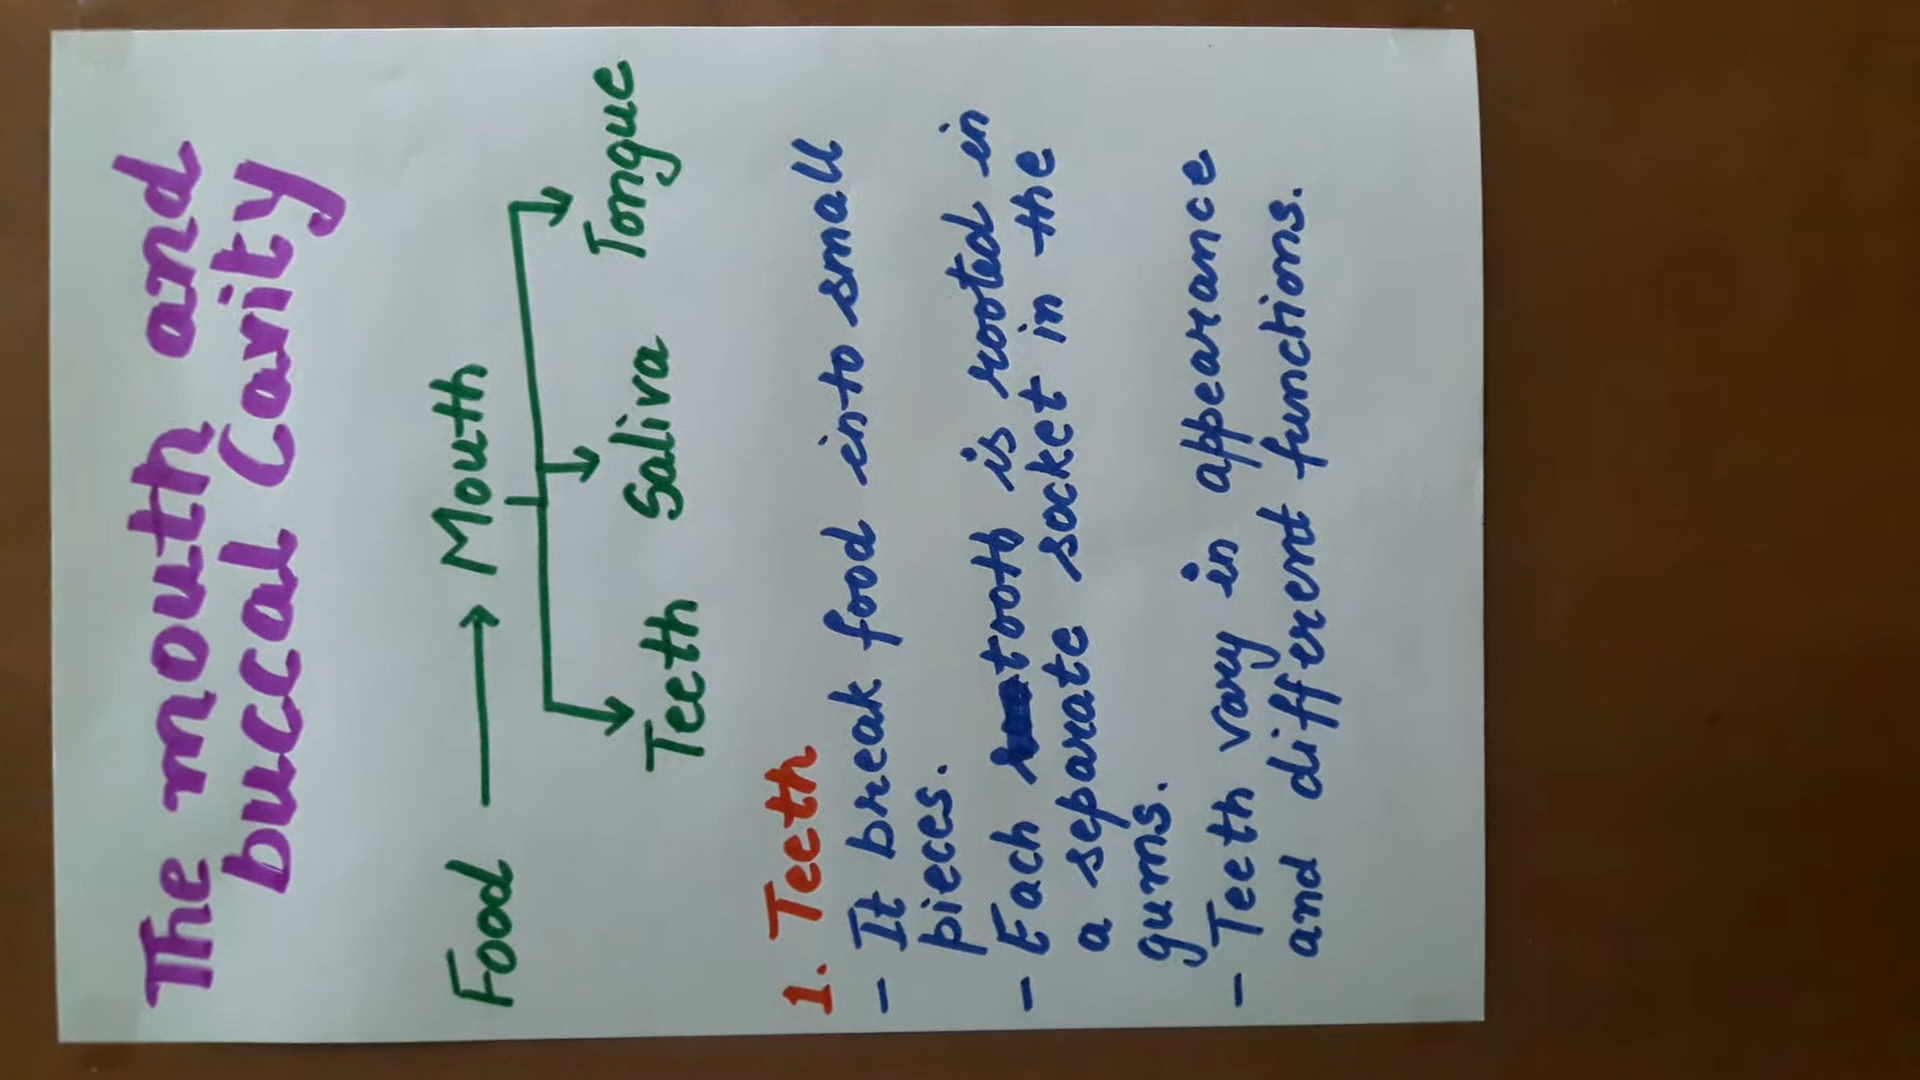 The mouth and
buccal Cavity
Food → Mouth
Teeth Saliva Tongue
1. Teeth
- It break food into small
pieces.
- Each tooth is rooted in
a separate socket in the
gums.
- Teeth vary in appearance
and different functions.